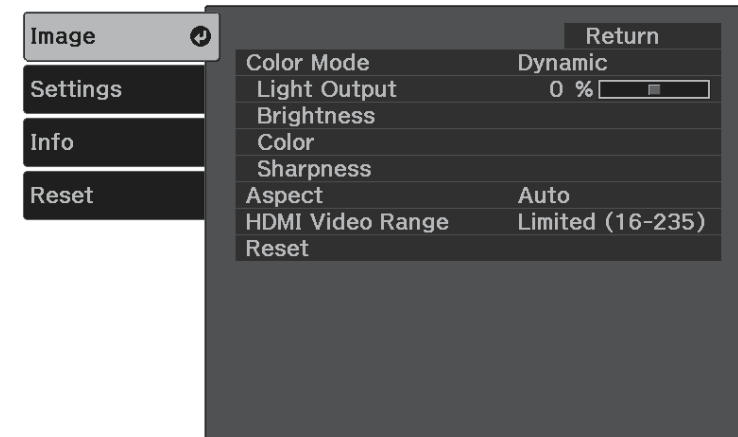 Image
Settings
Info
Reset
Return
Color Mode Dynamic
Light Output 0 %
Brightness
Color
Sharpness
Aspect Auto
HDMI Video Range Limited (16-235)
Reset